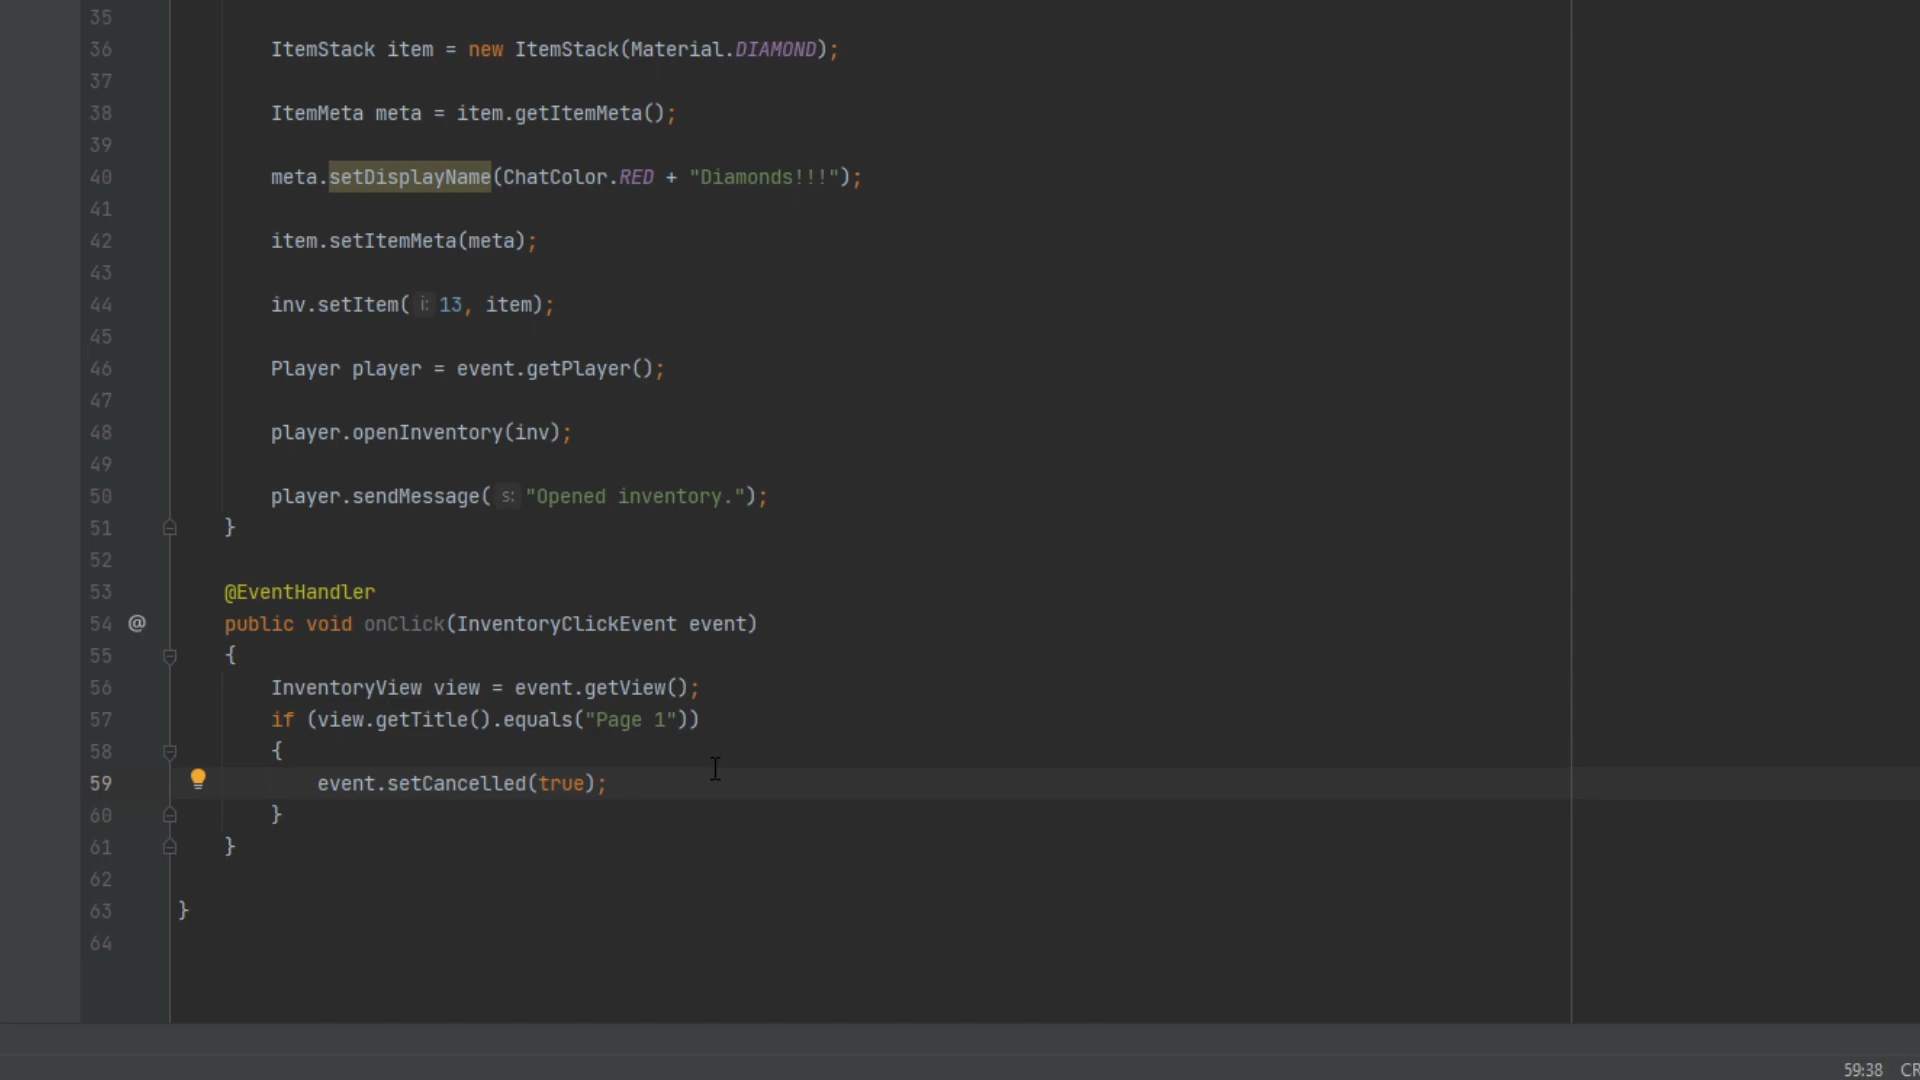 35
36 ItemStack item = new ItemStack(Material.DIAMOND);
37
38 ItemMeta meta = item.getItemMeta();
39
40 meta.setDisplayName(ChatColor.RED + "Diamonds!!!");
41
42 item.setItemMeta(meta);
43
44 inv.setItem( i: 13, item);
45
46 Player player = event.getPlayer();
47
48 player.openInventory(inv);
49
50 player.sendMessage( s: "Opened inventory.");
51 }
52
53 @EventHandler
54 @ public void onClick(InventoryClickEvent event)
55 {
56 InventoryView view = event.getView();
57 if (view.getTitle().equals("Page 1"))
58 {
59 event.setCancelled(true);
60 }
61 }
62
63 }
64
59:38 CR